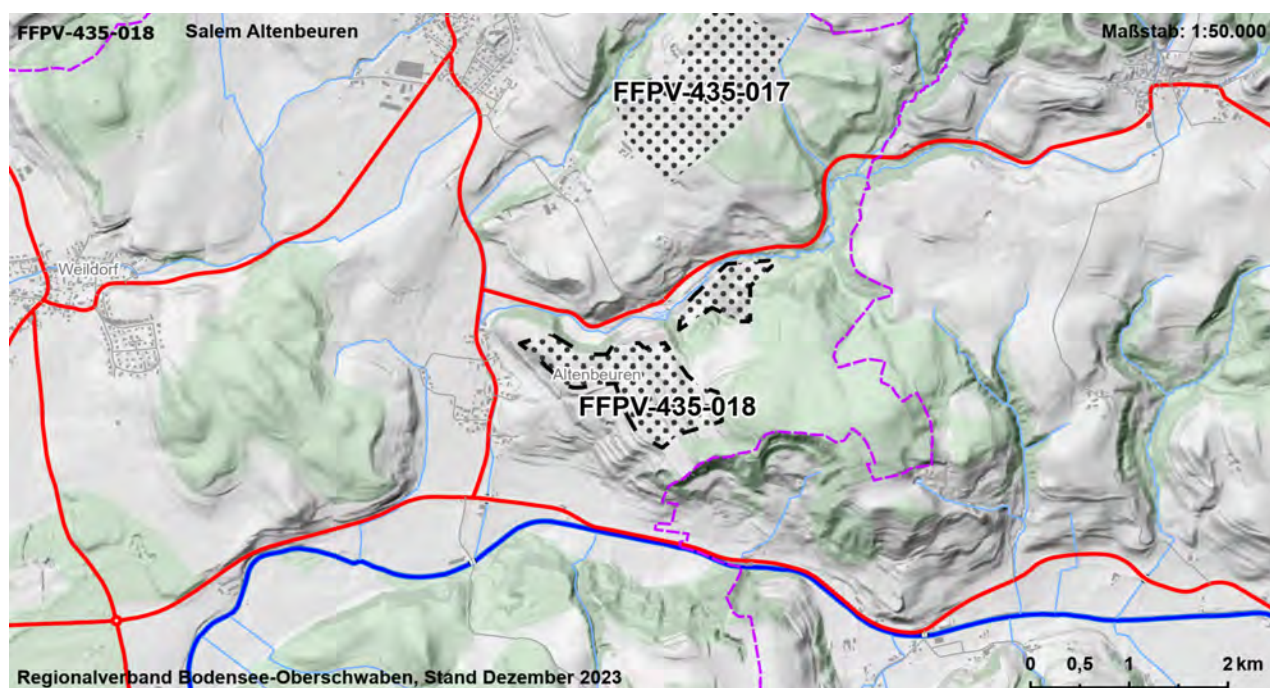 FFPV-435-018 Salem Altenbeuren Maßstab: 1:50.000
FFPV-435-017
Weildorf
Altenbeuren
FFPV-435-018
Regionalverband Bodensee-Oberschwaben, Stand Dezember 2023
0 0,5 1 2 km